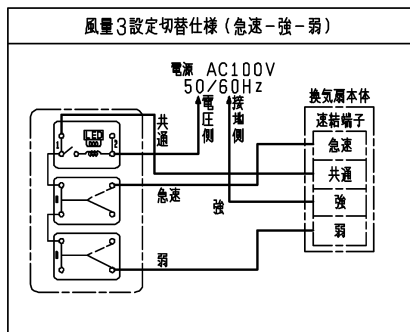 風量3設定切替仕様(急速-強-弱)
電源 AC100V
50/60Hz
電圧側
接地側
換気扇本体
速結端子
共通
LED
1
2
急速
急速
共通
強
強
弱
弱